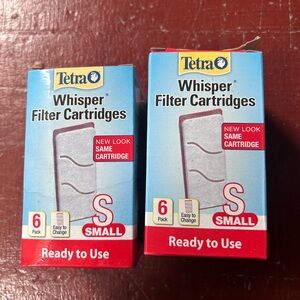 Tetra
Whisper®
Filter Cartridges
NEW LOOK
SAME
CARTRIDGE
6
Pack
Easy to
Change
S
SMALL
Ready to Use
Tetra
Whisper®
Filter Cartridges
NEW LOOK
SAME
CARTRIDGE
6
Pack
Easy to
Change
S
SMALL
Ready to Use